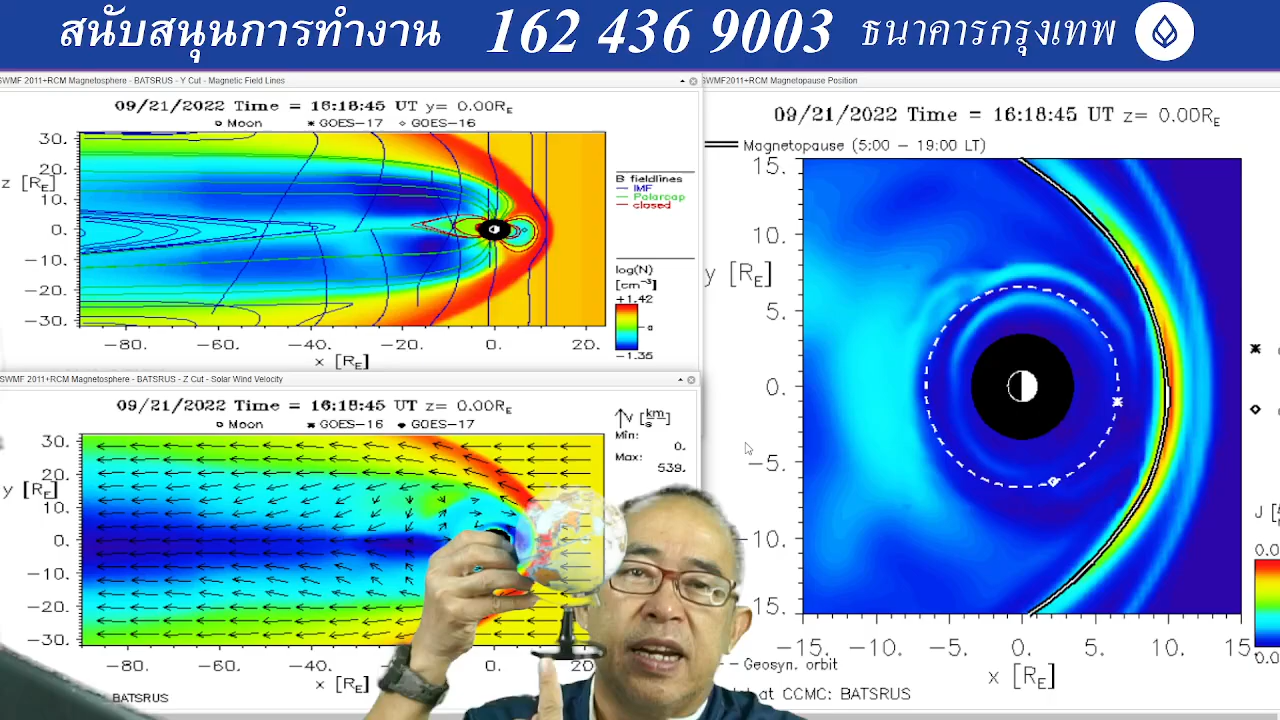 สนับสนุนการทำงาน 162 436 9003 ธนาคารกรุงเทพ
SWMF 2011+RCM Magnetosphere - BATSRUS - Y Cut - Magnetic Field Lines
09/21/2022 Time = 16:18:45 UT y= 0.00RE
Moon GOES-17 GOES-16
30.
20.
z [RE]
10.
0.
-10.
-20.
-30.
-80. -60. -40. -20. 0. 20.
x [RE]
B fieldlines
IMF
Polarcap
closed
log(N)
[cm-3]
+1.42
-1.35
SWMF 2011+RCM Magnetosphere - BATSRUS - Z Cut - Solar Wind Velocity
09/21/2022 Time = 16:18:45 UT z= 0.00RE
Moon GOES-16 GOES-17
30.
20.
y [RE]
10.
0.
-10.
-20.
-30.
-80. -60. -40. -20. 0. 20.
x [RE]
BATSRUS
V [km/s]
Min:
0.
Max:
539.
SWMF2011+RCM Magnetopause Position
09/21/2022 Time = 16:18:45 UT z= 0.00RE
Magnetopause (5:00 – 19:00 LT)
15.
10.
y [RE]
5.
0.
-5.
-10.
15.
-15. -10. -5. 0. 5. 10. 15.
x [RE]
Geosyn. orbit
at CCMC: BATSRUS
J [
0.0
0.0